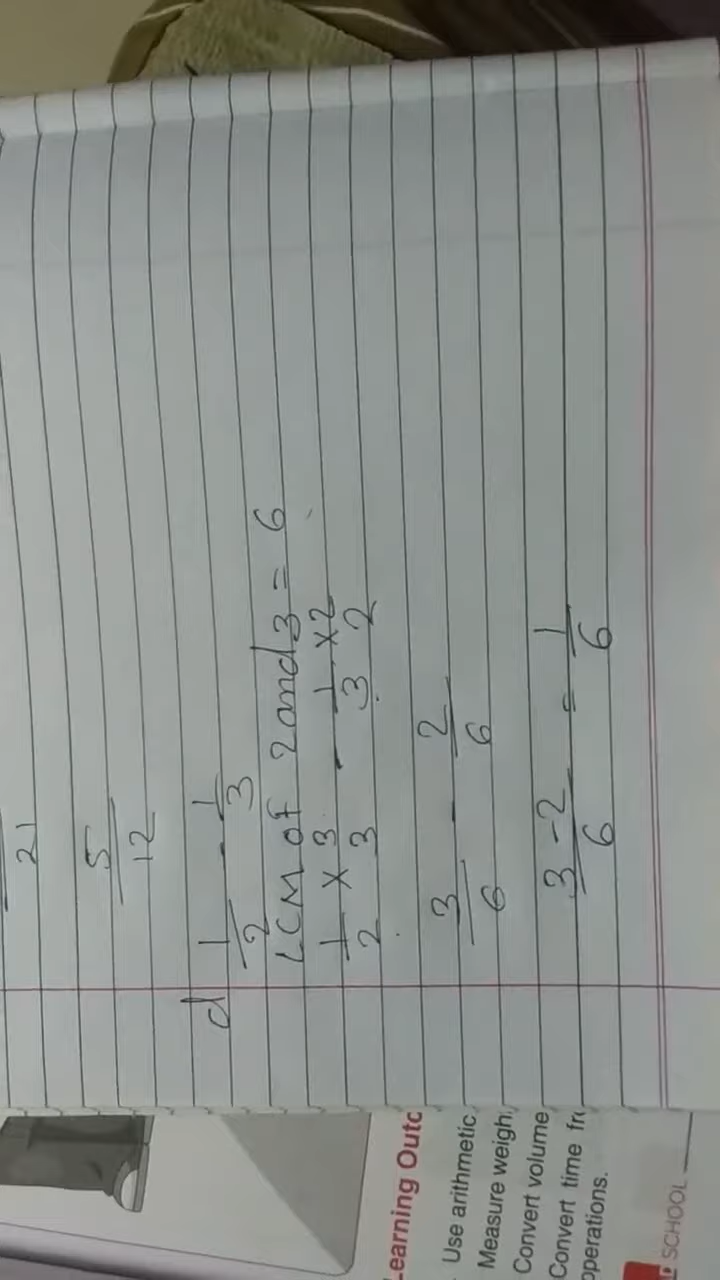 21
5
12
d 1/2 - 1/3
LCM of 2 and 3 = 6
1/2 × 3/3 - 1/3 × 2/2
3/6 - 2/6
3-2/6 = 1/6
Learning Outc
Use arithmetic
Measure weigh
Convert volume
Convert time fr
operations.
SCHOOL